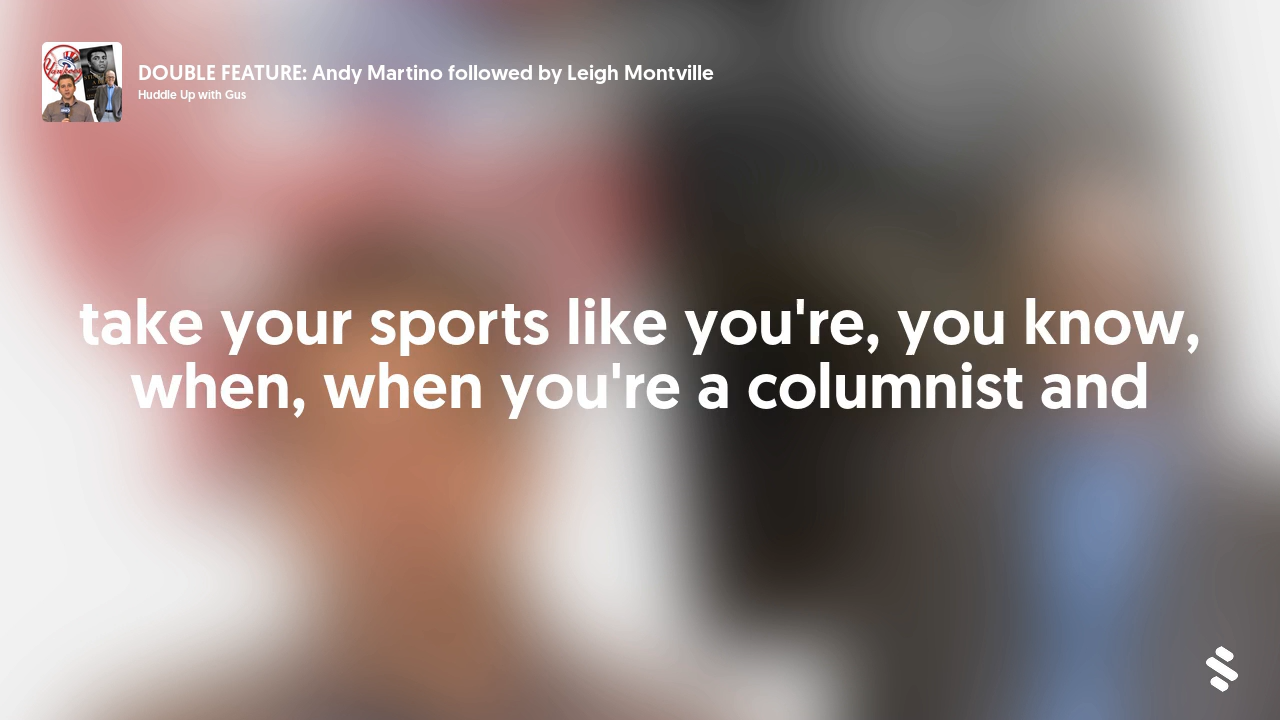 DOUBLE FEATURE: Andy Martino followed by Leigh Montville
Huddle Up with Gus
take your sports like you're, you know,
when, when you're a columnist and